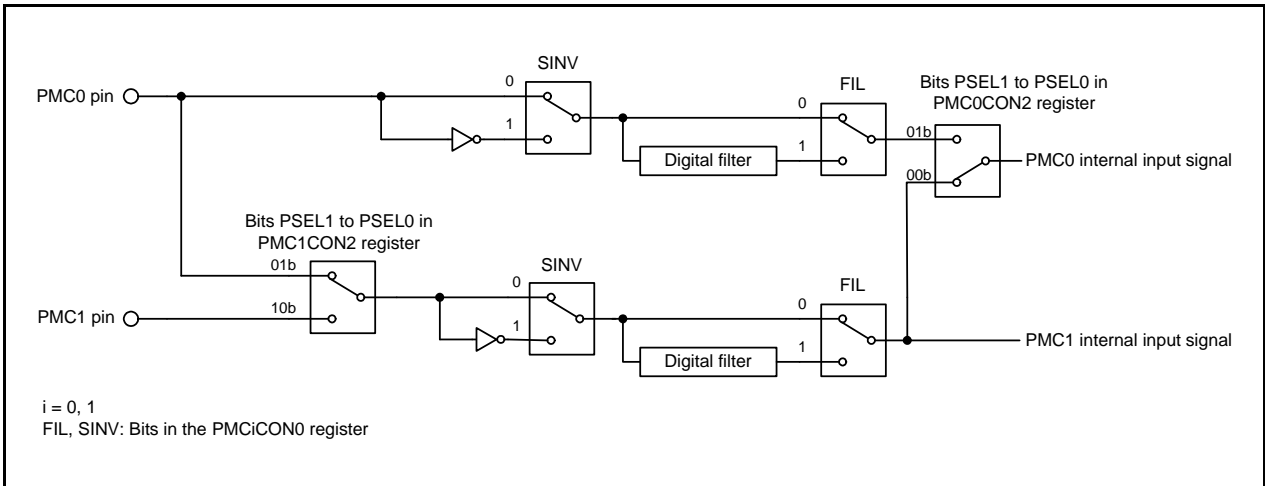 SINV
0
1
PMC0 pin
Digital filter
FIL
0
1
Bits PSEL1 to PSEL0 in
PMC0CON2 register
01b
00b
PMC0 internal input signal
Bits PSEL1 to PSEL0 in
PMC1CON2 register
01b
10b
PMC1 pin
SINV
0
1
Digital filter
FIL
0
1
PMC1 internal input signal
i = 0, 1
FIL, SINV: Bits in the PMCiCON0 register